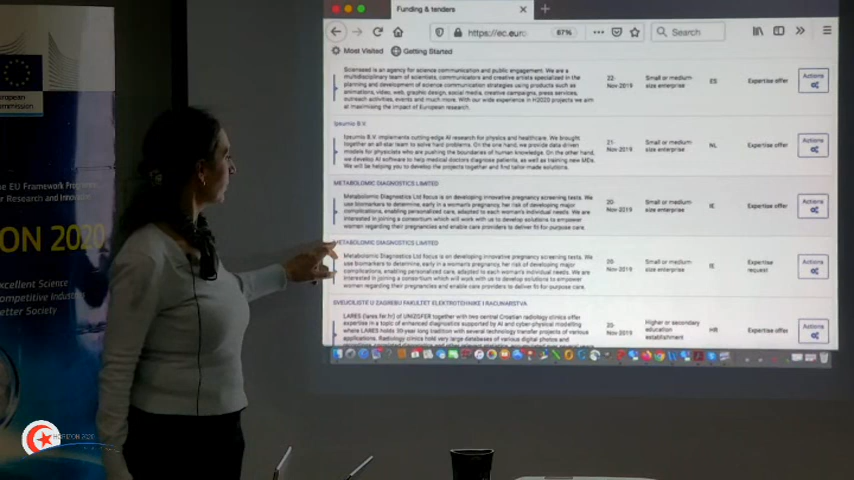 European
Commission
he EU Framework Programme
r Research and Innovation
ON 2020
xcellent Science
ompetitive Indust
etter Society
HORIZON 2020
Funding & tenders
https://ec.euro
67%
Search
Most Visited
Getting Started
Scienseed is an agency for science communication and public engagement. We are a
multidisciplinary team of scientists, communicators and creative artists specialized in the
planning and development of science communication strategies using products such as
animations, video, web, graphic design, social media, creative campaigns, press services,
outreach activities, events and much more. With our wide experience in H2020 projects we aim
at maximising the impact of European research.
22-
Nov-2019
Small or medium
size enterprise
ES
Expertise offer
Actions
Ipsumio B.V.
Ipsumio B.V. implements cutting-edge AI research for physics and healthcare. We brought
together an all-star team to solve hard problems. On the one hand, we provide data driven
models for physicists who are pushing the boundaries of human knowledge. On the other hand,
we develop AI software to help medical doctors diagnose patients, as well as training new MDs.
We will be helping you to develop the projects together and find tailor-made solutions.
21-
Nov-2019
Small or medium
size enterprise
NL
Expertise offer
Actions
METABOLOMIC DIAGNOSTICS LIMITED
Metabolomic Diagnostics Ltd focus is on developing innovative pregnancy screening tests. We
use biomarkers to determine, early in a woman's pregnancy, her risk of developing major
complications, enabling personalized care, adapted to each woman's individual needs. We are
interested in joining a consortium which will work with us to develop solutions to empower
women regarding their pregnancies and enable care providers to deliver fit for purpose care.
20-
Nov-2019
Small or medium
size enterprise
IE
Expertise offer
Actions
METABOLOMIC DIAGNOSTICS LIMITED
Metabolomic Diagnostics Ltd focus is on developing innovative pregnancy screening tests. We
use biomarkers to determine, early in a woman's pregnancy, her risk of developing major
complications, enabling personalized care, adapted to each woman's individual needs. We are
interested in joining a consortium which will work with us to develop solutions to empower
women regarding their pregnancies and enable care providers to deliver fit for purpose care.
20-
Nov-2019
Small or medium
size enterprise
IE
Expertise
request
Actions
SVEUCILISTE U ZAGREBU FAKULTET ELEKTROTEHNIKE I RACUNARSTVA
LARES (lares.fer.hr) of UNIZGFER together with two central Croatian radiology clinics offer
expertise in a topic of enhanced diagnostics supported by AI and cyber-physical modelling
where LARES holds 30-year long tradition with several technology transfer projects of various
applications. Radiology clinics hold very large databases of various digital photos and
20-
Nov-2019
Higher or secondary
education
establishment
HR
Expertise offer
Actions